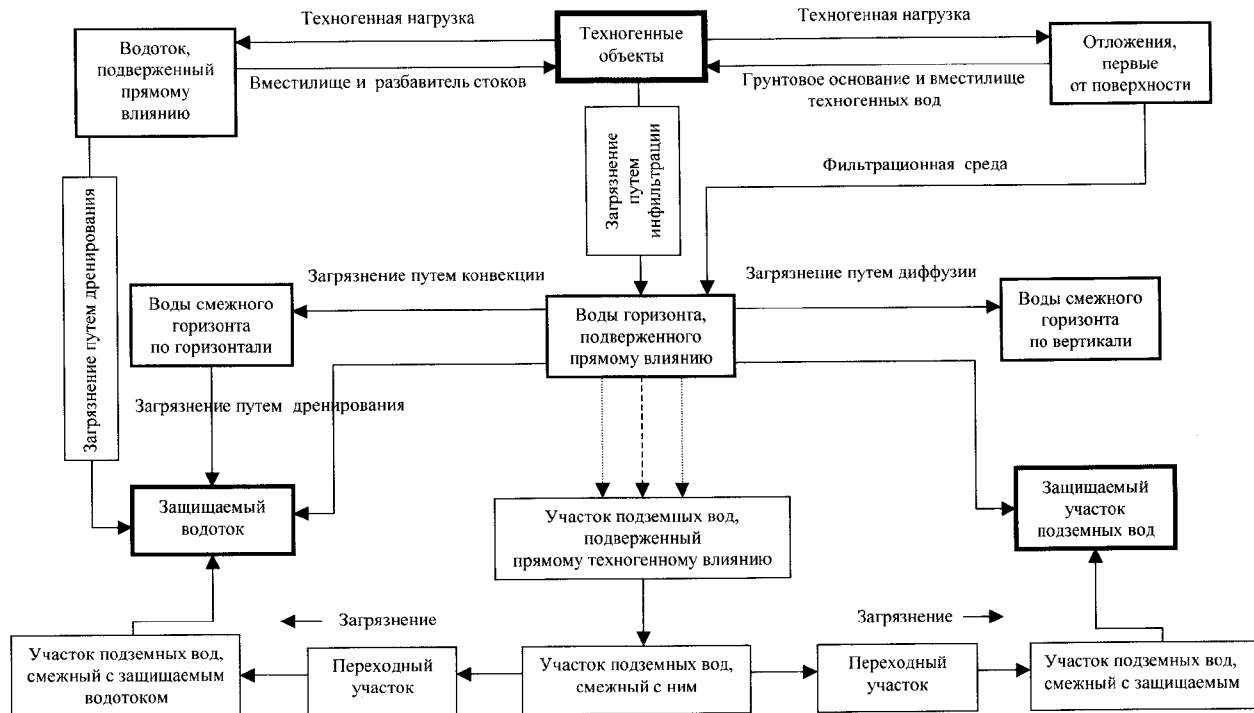 Техногенная нагрузка
Техногенная нагрузка
Водоток,
подверженный
прямому
влиянию
Техногенные
объекты
Отложения,
первые
от поверхности
Вместилище и разбавитель стоков
Грунтовое основание и вместилище
техногенных вод
Загрязнение
путем
инфильтрации
Фильтрационная среда
Загрязнение путем дренирования
Загрязнение путем конвекции
Загрязнение путем диффузии
Воды смежного
горизонта
по горизонтали
Воды горизонта,
подверженного
прямому влиянию
Воды смежного
горизонта
по вертикали
Загрязнение путем дренирования
Защищаемый
водоток
Участок подземных вод,
подверженный
прямому техногенному влиянию
Защищаемый
участок
подземных вод
Загрязнение
Загрязнение
Участок подземных вод,
смежный с защищаемым
водотоком
Переходный
участок
Участок подземных вод,
смежный с ним
Переходный
участок
Участок подземных вод,
смежный с защищаемым